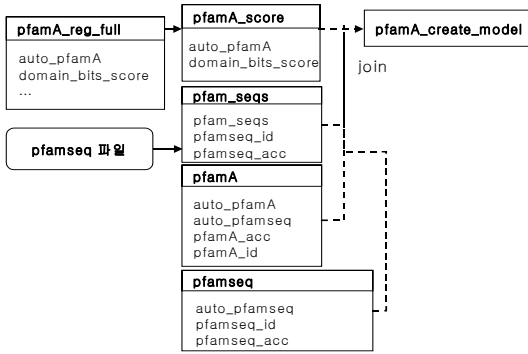 pfamA_reg_full
auto_pfamA
domain_bits_score
...
pfamA_score
auto_pfamA
domain_bits_score
pfamA_create_model
join
pfam_seqs
pfam_seqs
pfamseq_id
pfamseq_acc
pfamseq 파일
pfamA
auto_pfamA
auto_pfamseq
pfamA_acc
pfamA_id
pfamseq
auto_pfamseq
pfamseq_id
pfamseq_acc